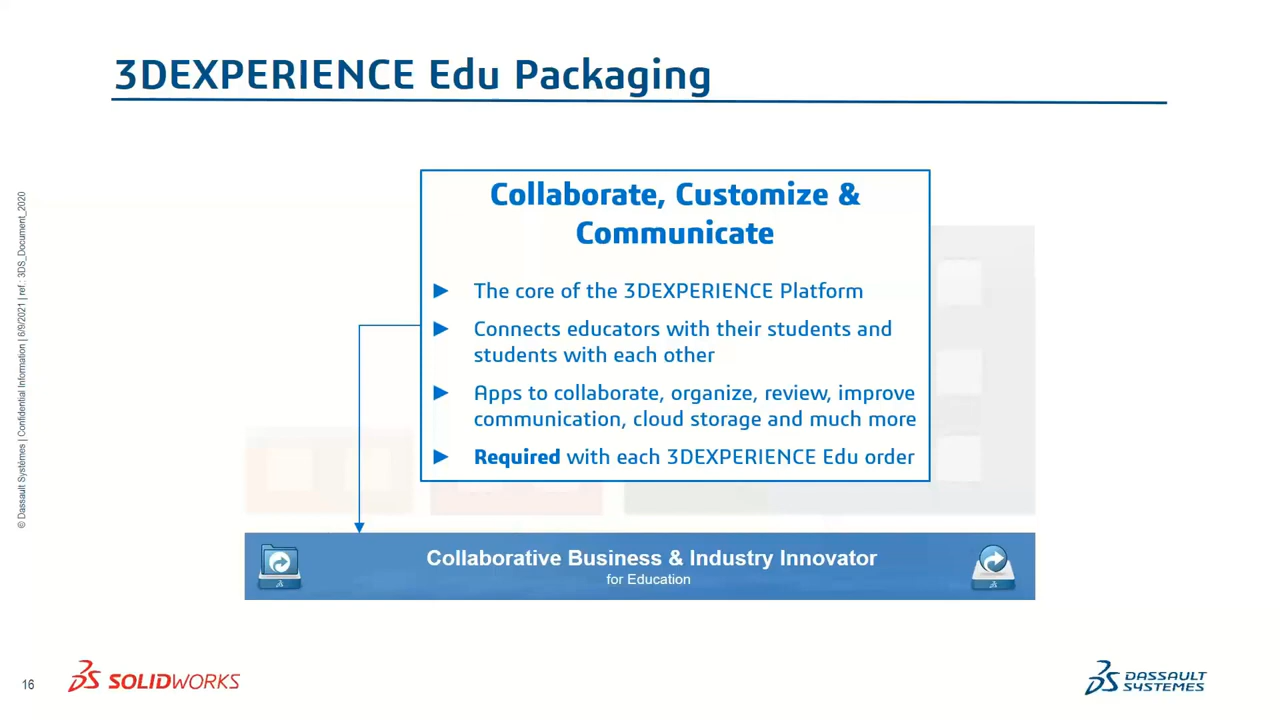 3DEXPERIENCE Edu Packaging
© Dassault Systèmes | Confidential Information | 6/9/2021 | ref.: 3DS_Document_2020
Collaborate, Customize &
Communicate
The core of the 3DEXPERIENCE Platform
Connects educators with their students and
students with each other
Apps to collaborate, organize, review, improve
communication, cloud storage and much more
Required with each 3DEXPERIENCE Edu order
Collaborative Business & Industry Innovator
for Education
16
SOLIDWORKS
DASSAULT
SYSTEMES